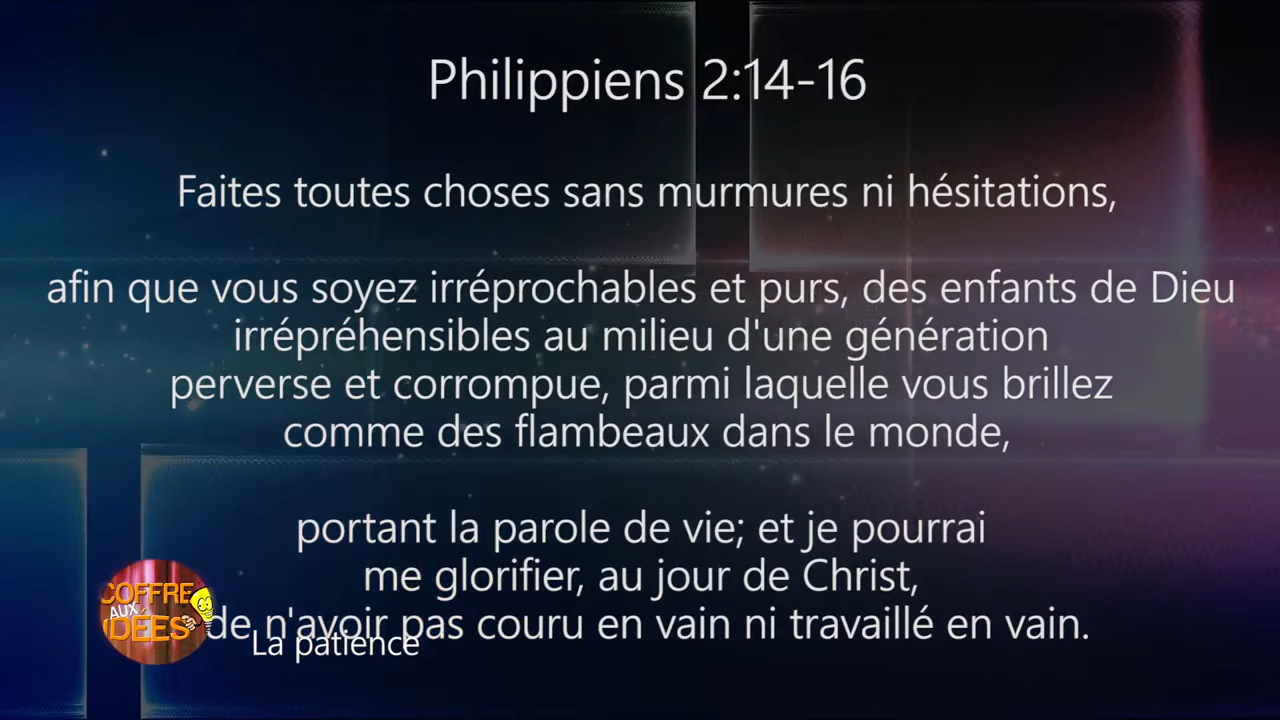 Philippiens 2:14-16
Faites toutes choses sans murmures ni hésitations,
afin que vous soyez irréprochables et purs, des enfants de Dieu
irrépréhensibles au milieu d'une génération
perverse et corrompue, parmi laquelle vous brillez
comme des flambeaux dans le monde,
portant la parole de vie; et je pourrai
me glorifier, au jour de Christ,
de n'avoir pas couru en vain ni travaillé en vain.
COFFRE
AUX
IDÉES
La patience